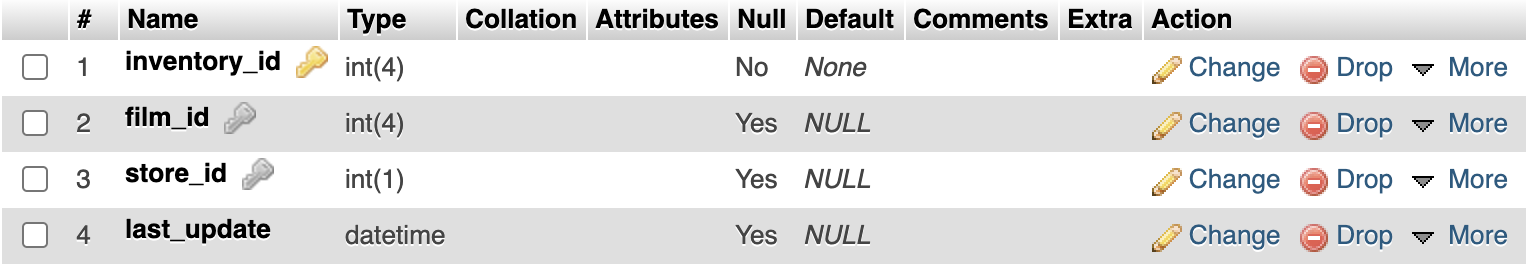 # Name Type Collation Attributes Null Default Comments Extra Action
1 inventory_id int(4) No None Change Drop More
2 film_id int(4) Yes NULL Change Drop More
3 store_id int(1) Yes NULL Change Drop More
4 last_update datetime Yes NULL Change Drop More